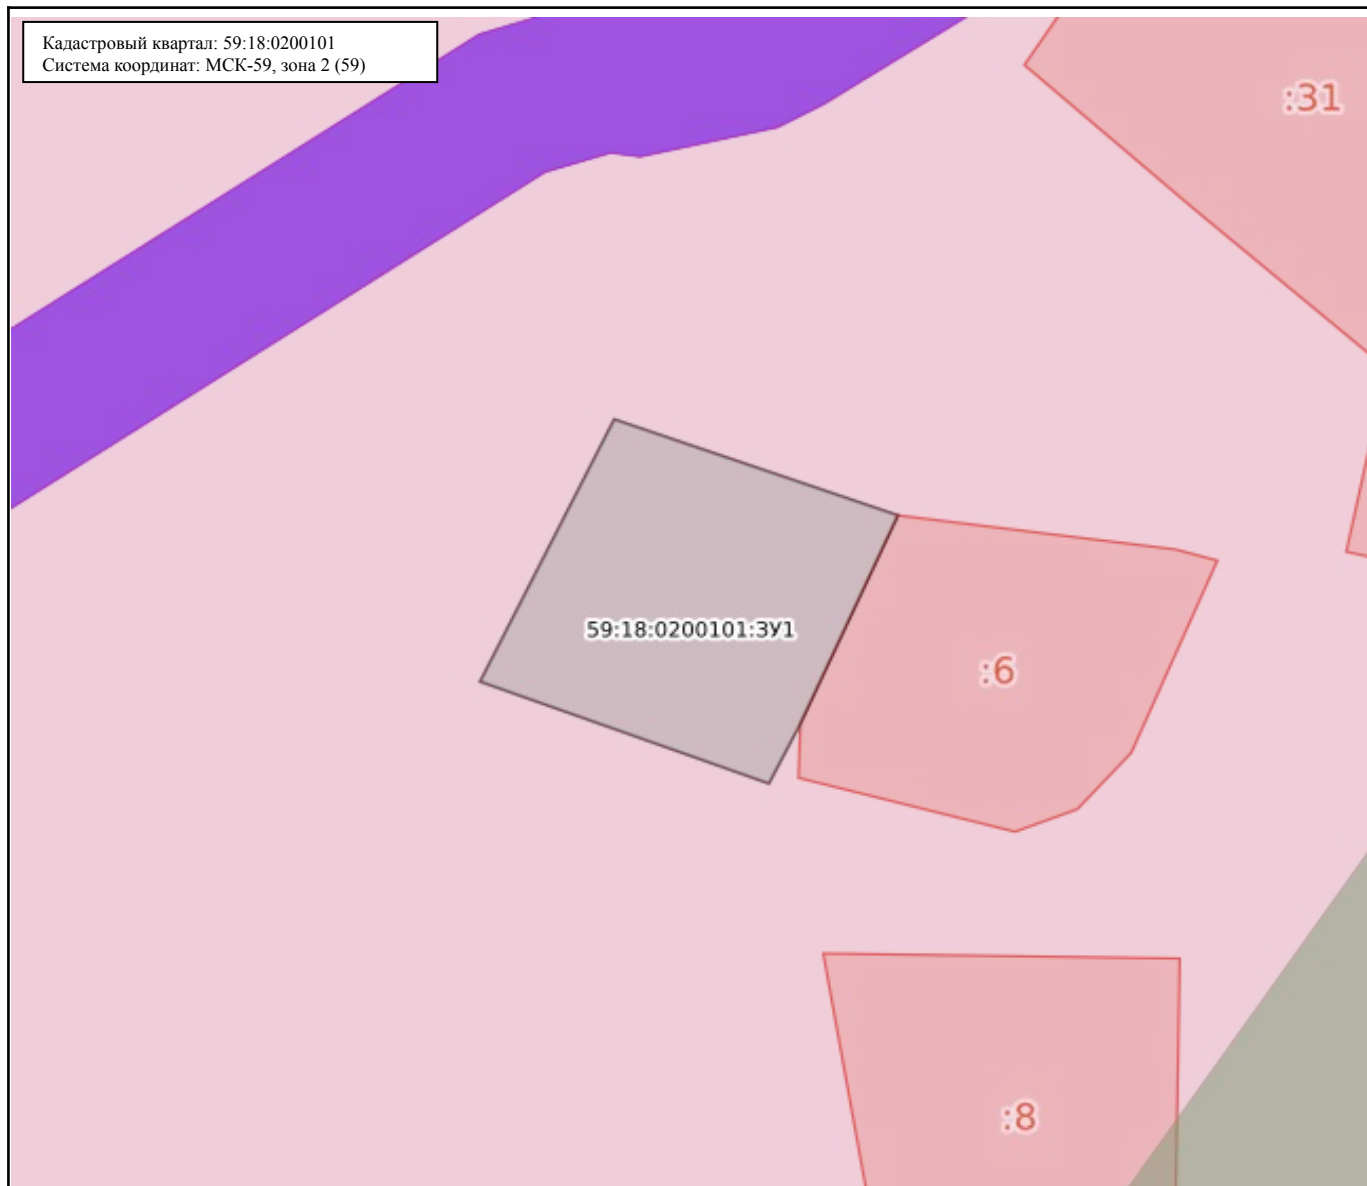 Кадастровый квартал: 59:18:0200101
Система координат: МСК-59, зона 2 (59)
:31
59:18:0200101:ЗУ1
:6
:8